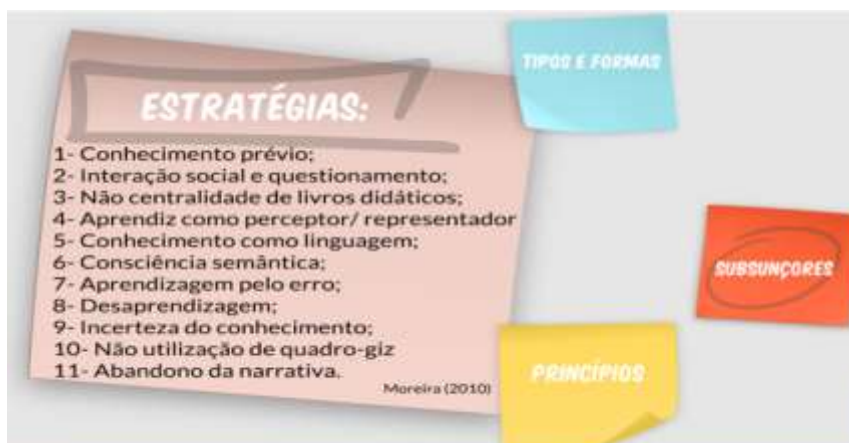 ESTRATÉGIAS:
1- Conhecimento prévio;
2- Interação social e questionamento;
3- Não centralidade de livros didáticos;
4- Aprendiz como perceptor/ representador
5- Conhecimento como linguagem;
6- Consciência semântica;
7- Aprendizagem pelo erro;
8- Desaprendizagem;
9- Incerteza do conhecimento;
10- Não utilização de quadro-giz
11- Abandono da narrativa.
Moreira (2010)
TIPOS E FORMAS
SUBSUNÇORES
PRINCÍPIOS